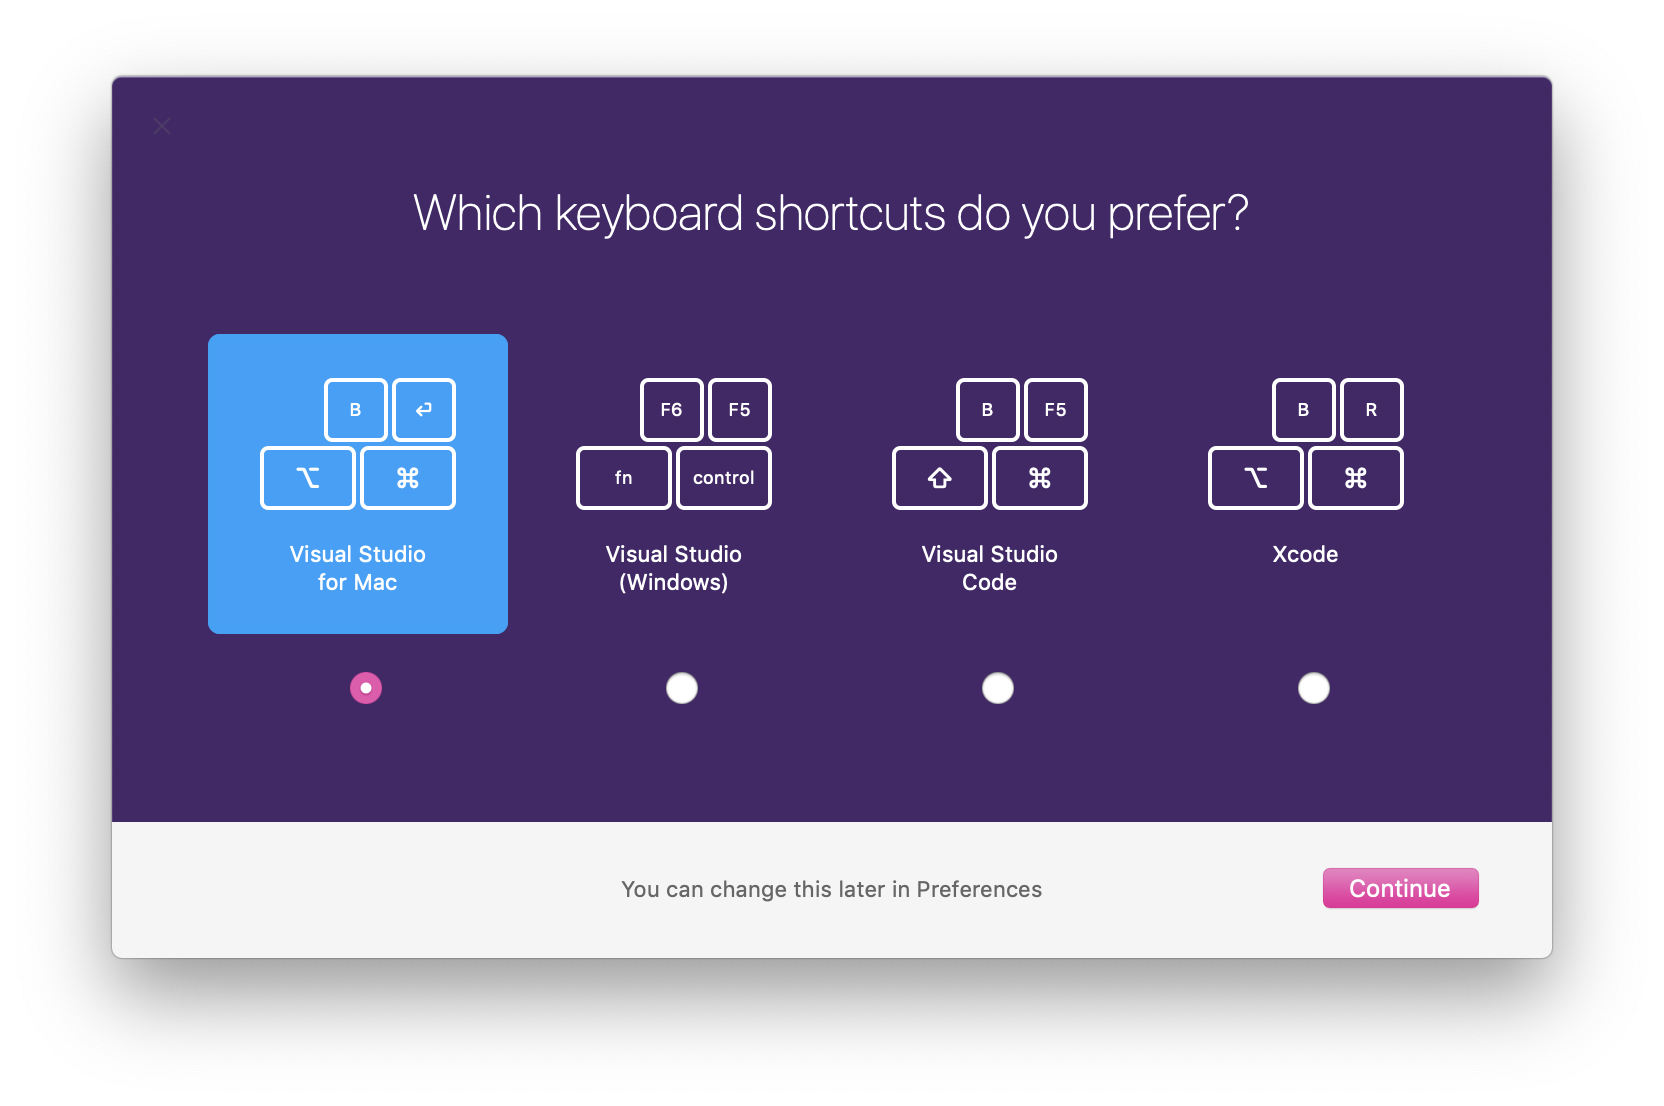 Which keyboard shortcuts do you prefer?
B ↩
⌥ ⌘
Visual Studio
for Mac
F6 F5
fn control
Visual Studio
(Windows)
B F5
⇧ ⌘
Visual Studio
Code
B R
⌥ ⌘
Xcode
You can change this later in Preferences
Continue